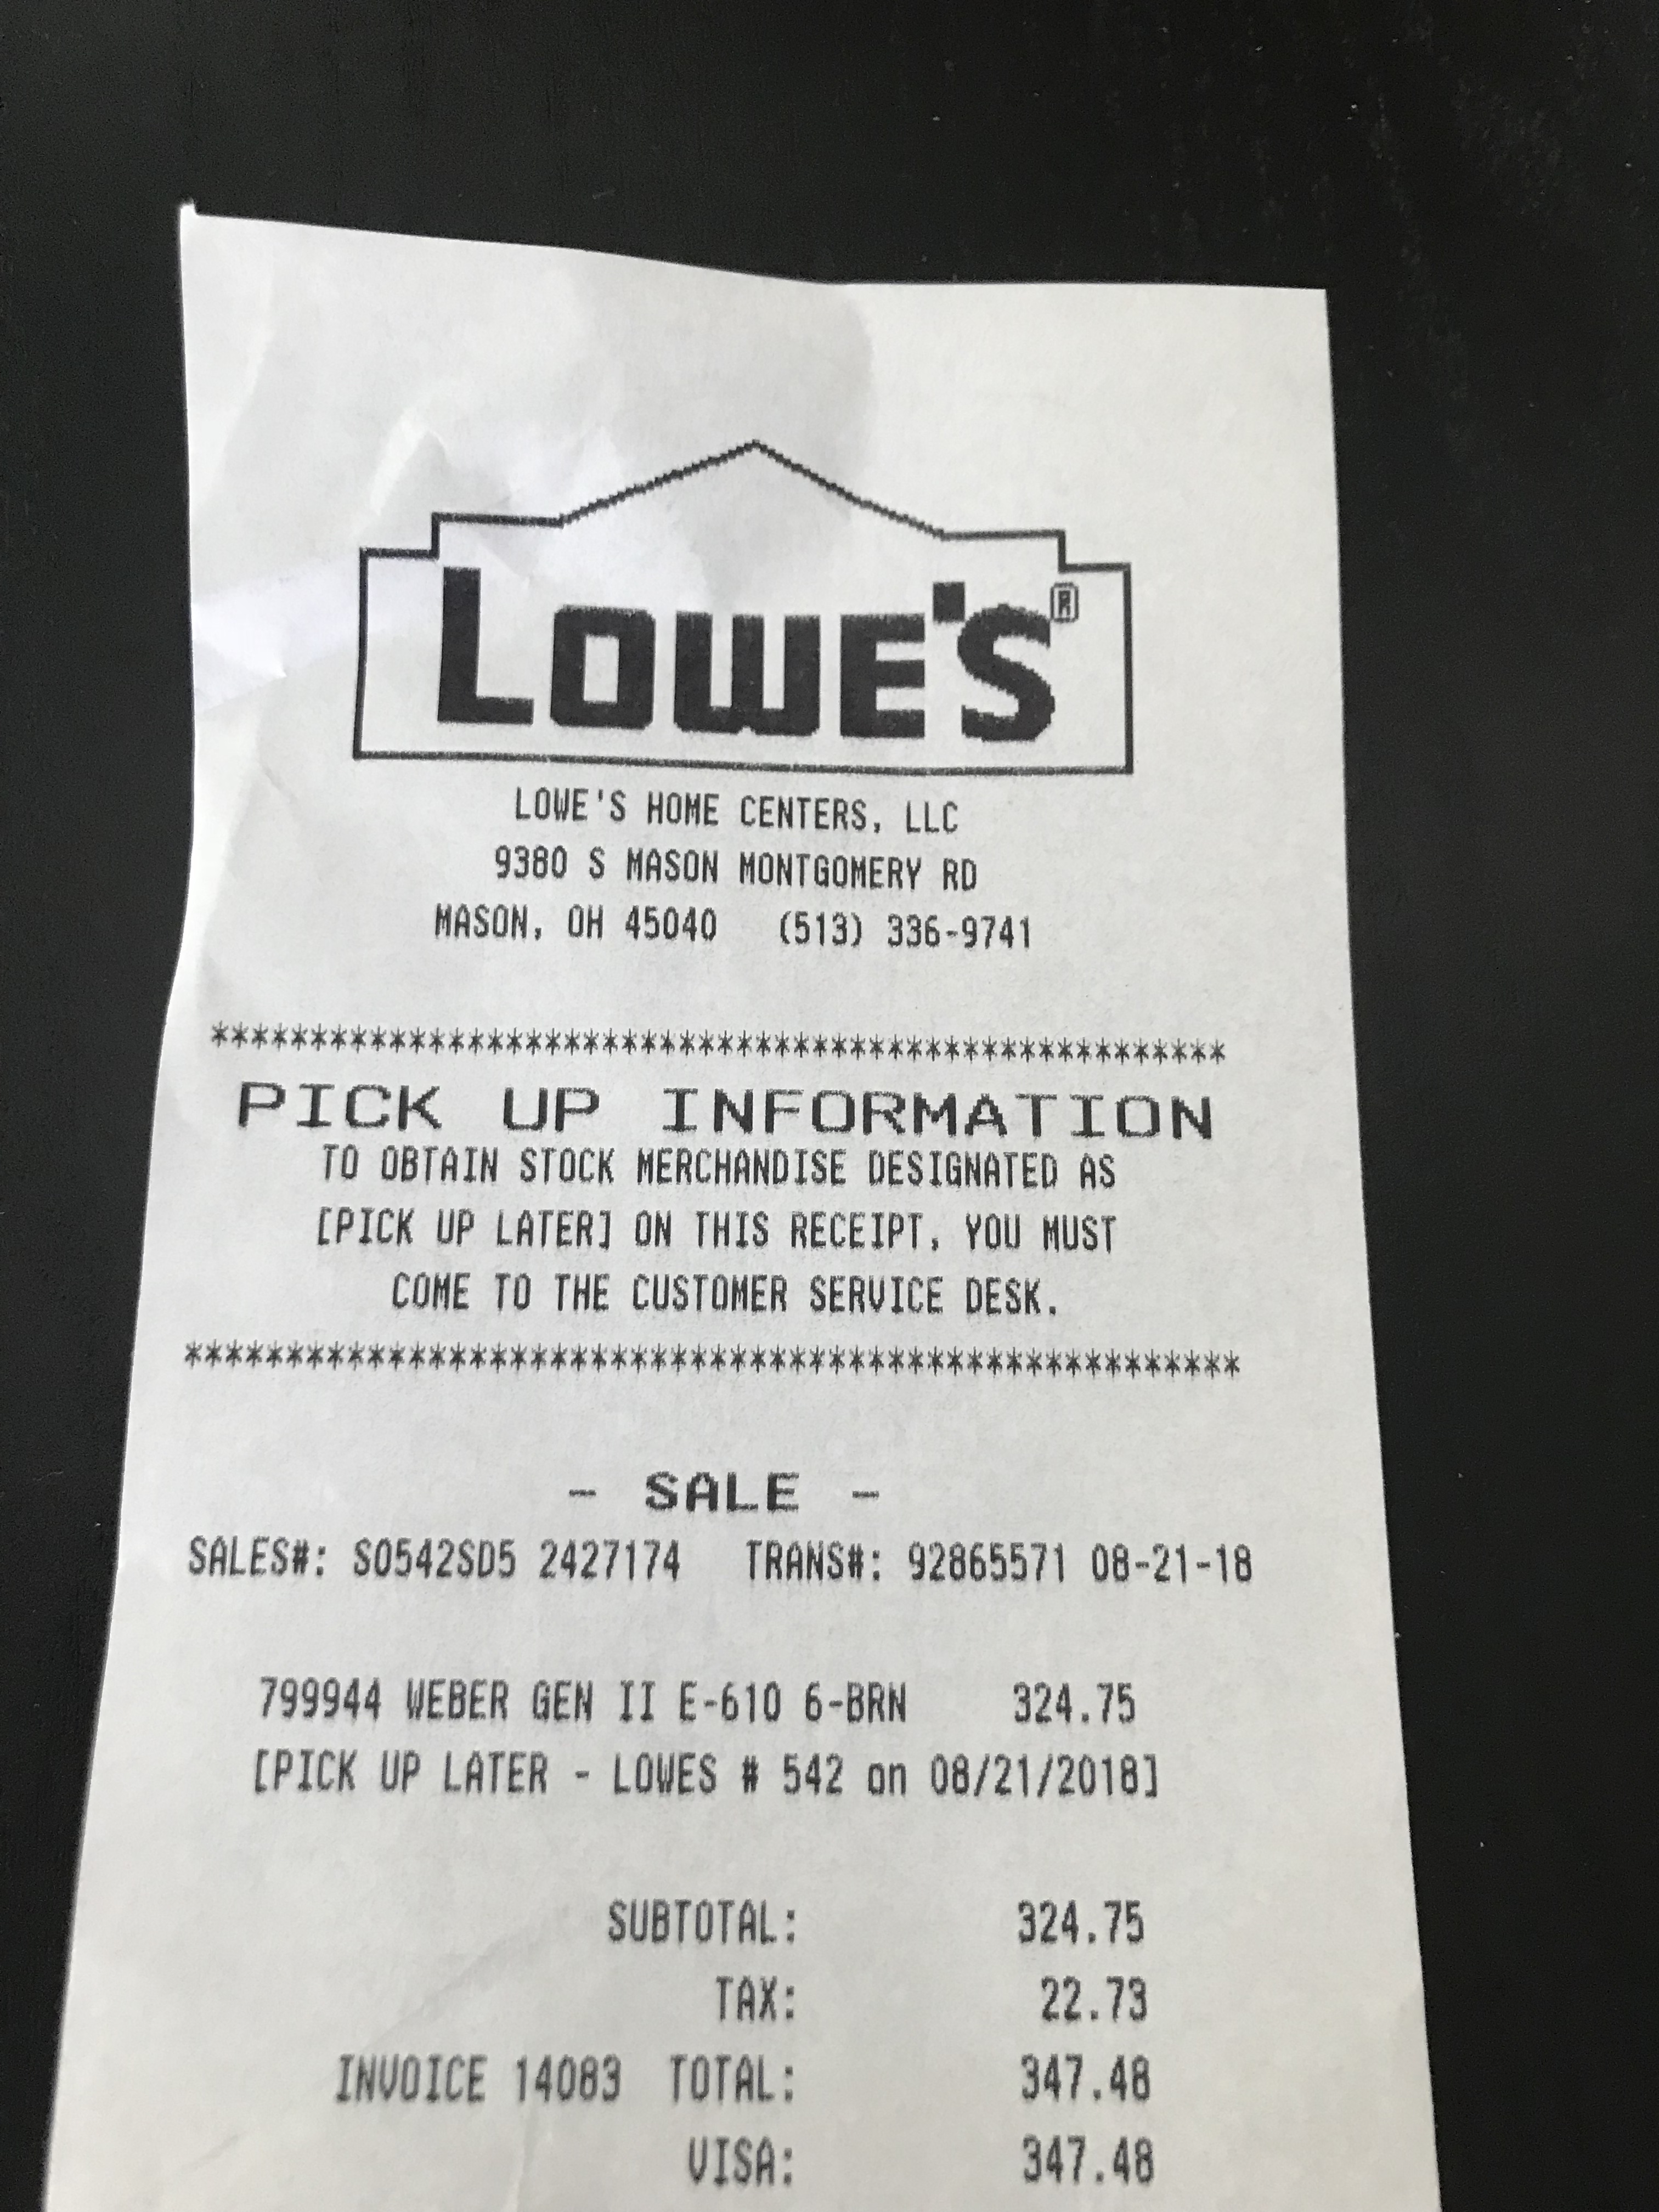 LOWE'S®
LOWE'S HOME CENTERS, LLC
9380 S MASON MONTGOMERY RD
MASON, OH 45040 (513) 336-9741
**************************************************
PICK UP INFORMATION
TO OBTAIN STOCK MERCHANDISE DESIGNATED AS
[PICK UP LATER] ON THIS RECEIPT, YOU MUST
COME TO THE CUSTOMER SERVICE DESK.
**************************************************
- SALE -
SALES#: S0542SD5 2427174 TRANS#: 92865571 08-21-18
799944 WEBER GEN II E-610 6-BRN 324.75
[PICK UP LATER - LOWES # 542 on 08/21/2018]
SUBTOTAL: 324.75
TAX: 22.73
INVOICE 14083 TOTAL: 347.48
VISA: 347.48